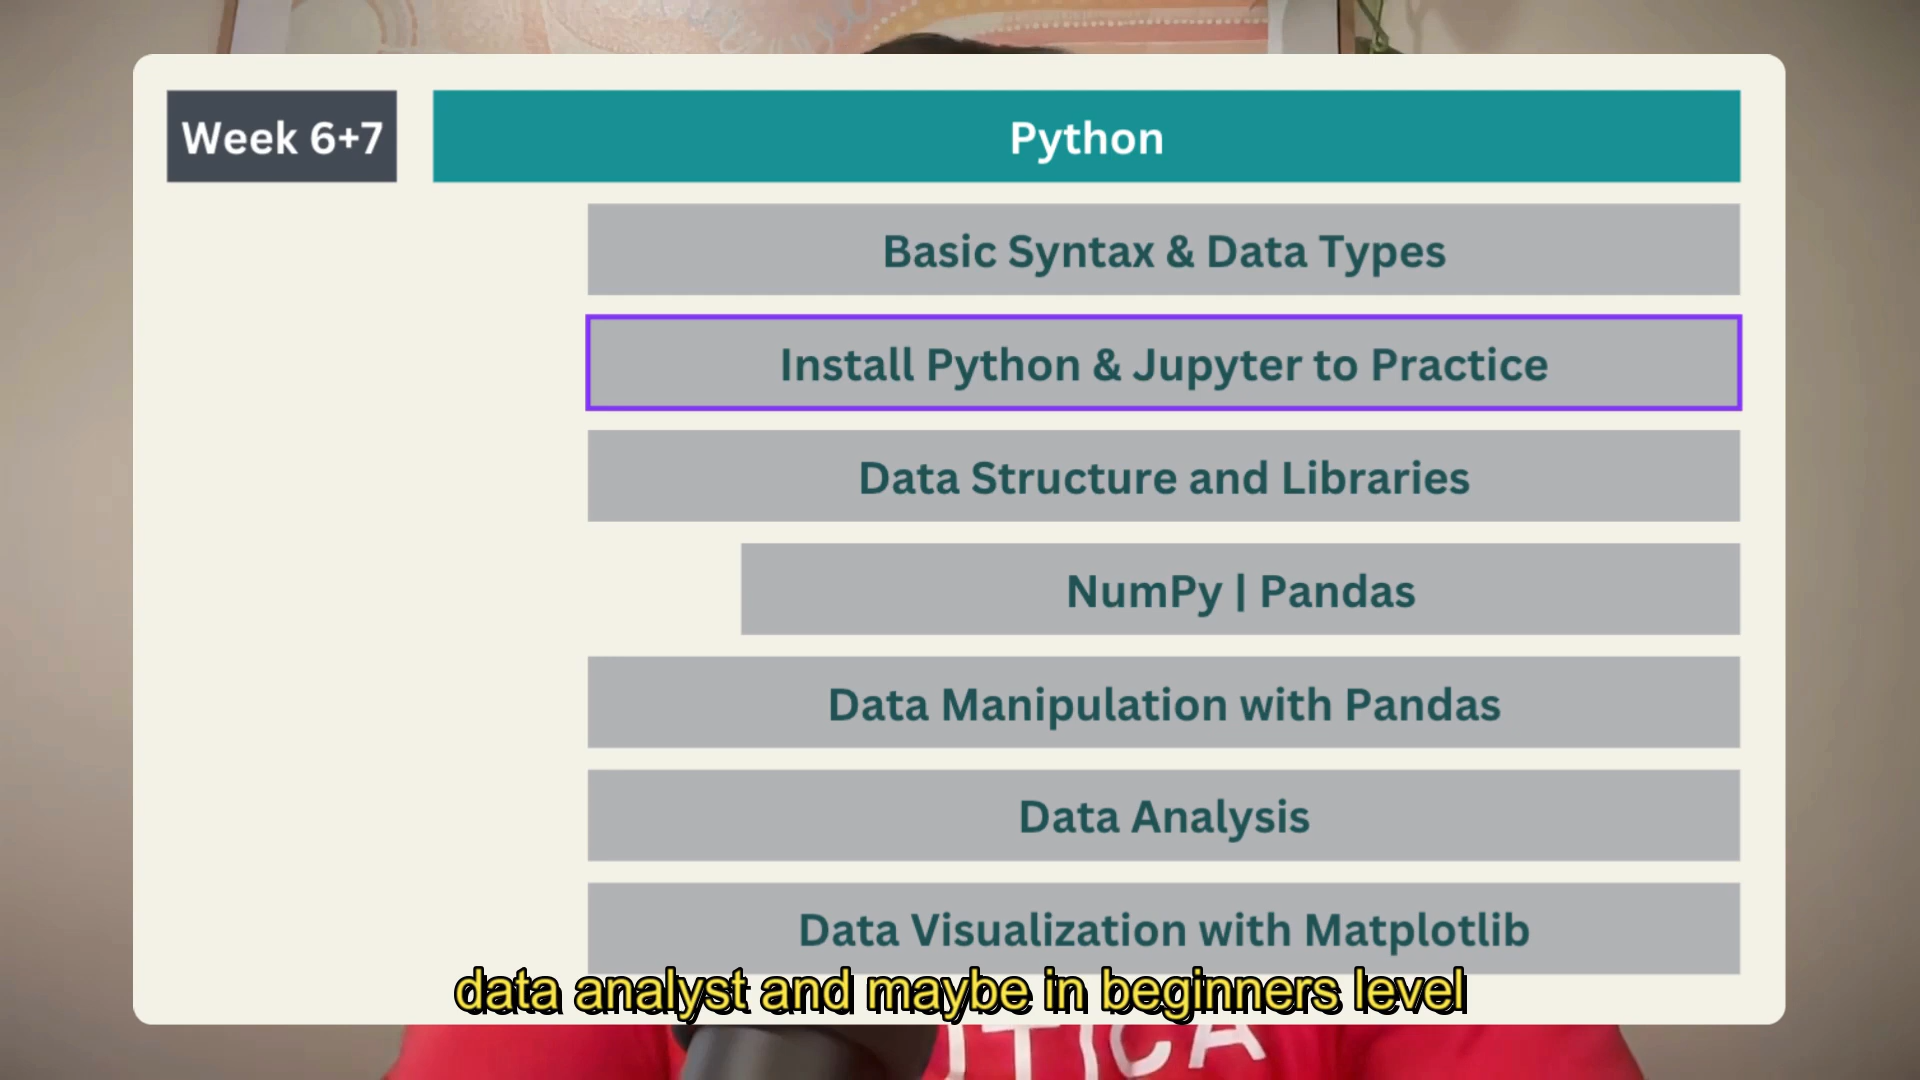 Week 6+7
Python
Basic Syntax & Data Types
Install Python & Jupyter to Practice
Data Structure and Libraries
NumPy | Pandas
Data Manipulation with Pandas
Data Analysis
Data Visualization with Matplotlib
data analyst and maybe in beginners level